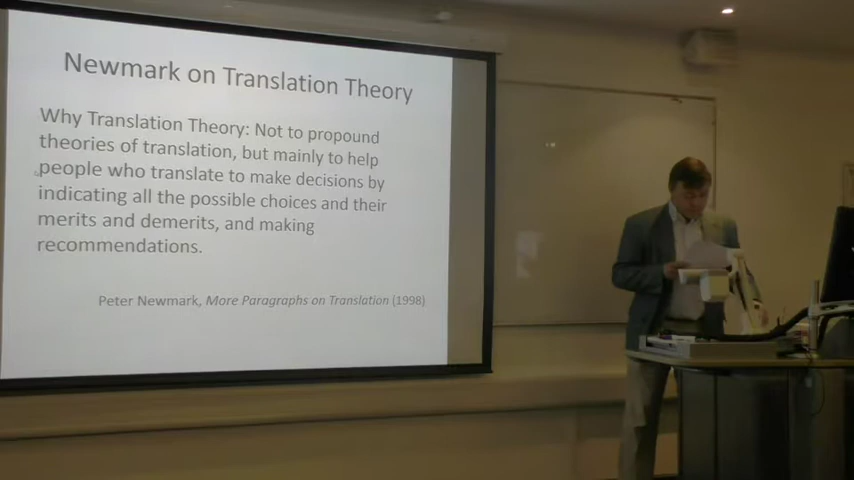 Newmark on Translation Theory
Why Translation Theory: Not to propound
theories of translation, but mainly to help
people who translate to make decisions by
indicating all the possible choices and their
merits and demerits, and making
recommendations.
Peter Newmark, More Paragraphs on Translation (1998)